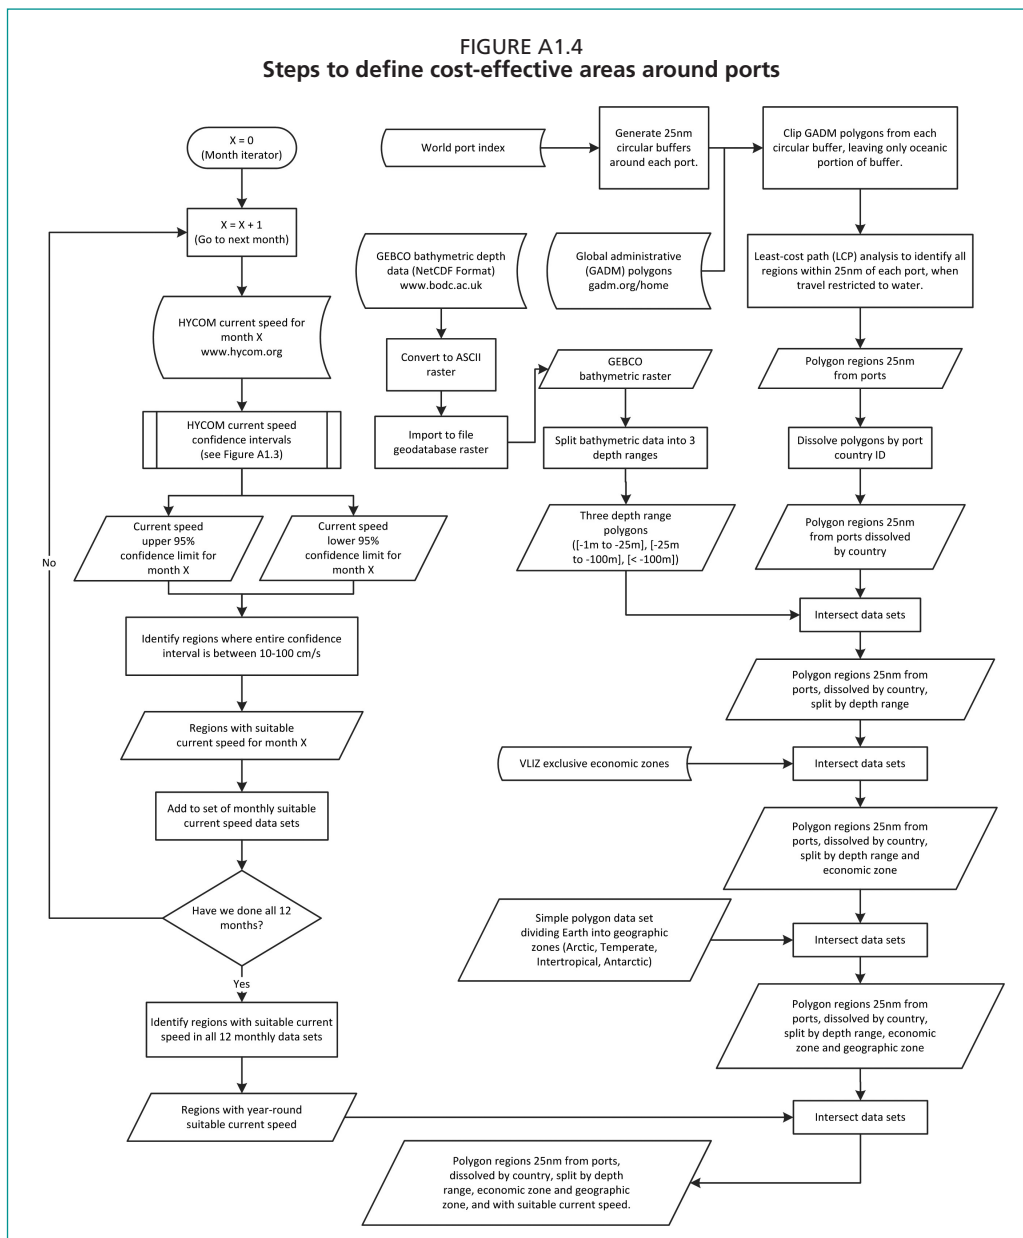 FIGURE A1.4
Steps to define cost-effective areas around ports
X = 0
(Month iterator)
X = X + 1
(Go to next month)
HYCOM current speed for
month X
www.hycom.org
HYCOM current speed
confidence intervals
(see Figure A1.3)
Current speed
upper 95%
confidence limit for
month X
Current speed
lower 95%
confidence limit for
month X
No
Identify regions where entire confidence
interval is between 10-100 cm/s
Regions with suitable
current speed for month X
Add to set of monthly suitable
current speed data sets
Have we done all 12
months?
Yes
Identify regions with suitable current
speed in all 12 monthly data sets
Regions with year-round
suitable current speed
World port index
Generate 25nm
circular buffers
around each port.
Clip GADM polygons from each
circular buffer, leaving only oceanic
portion of buffer.
GEBCO bathymetric depth
data (NetCDF Format)
www.bodc.ac.uk
Global administrative
(GADM) polygons
gadm.org/home
Least-cost path (LCP) analysis to identify all
regions within 25nm of each port, when
travel restricted to water.
Convert to ASCII
raster
Import to file
geodatabase raster
GEBCO
bathymetric raster
Split bathymetric data into 3
depth ranges
Three depth range
polygons
([-1m to -25m], [-25m
to -100m], [< -100m])
Polygon regions 25nm
from ports
Dissolve polygons by port
country ID
Polygon regions 25nm
from ports dissolved
by country
Intersect data sets
Polygon regions 25nm from
ports, dissolved by country,
split by depth range
VLIZ exclusive economic zones
Intersect data sets
Polygon regions 25nm from
ports, dissolved by country,
split by depth range and
economic zone
Simple polygon data set
dividing Earth into geographic
zones (Arctic, Temperate,
Intertropical, Antarctic)
Intersect data sets
Polygon regions 25nm from
ports, dissolved by country,
split by depth range, economic
zone and geographic zone
Intersect data sets
Polygon regions 25nm from ports,
dissolved by country, split by depth
range, economic zone and geographic
zone, and with suitable current speed.